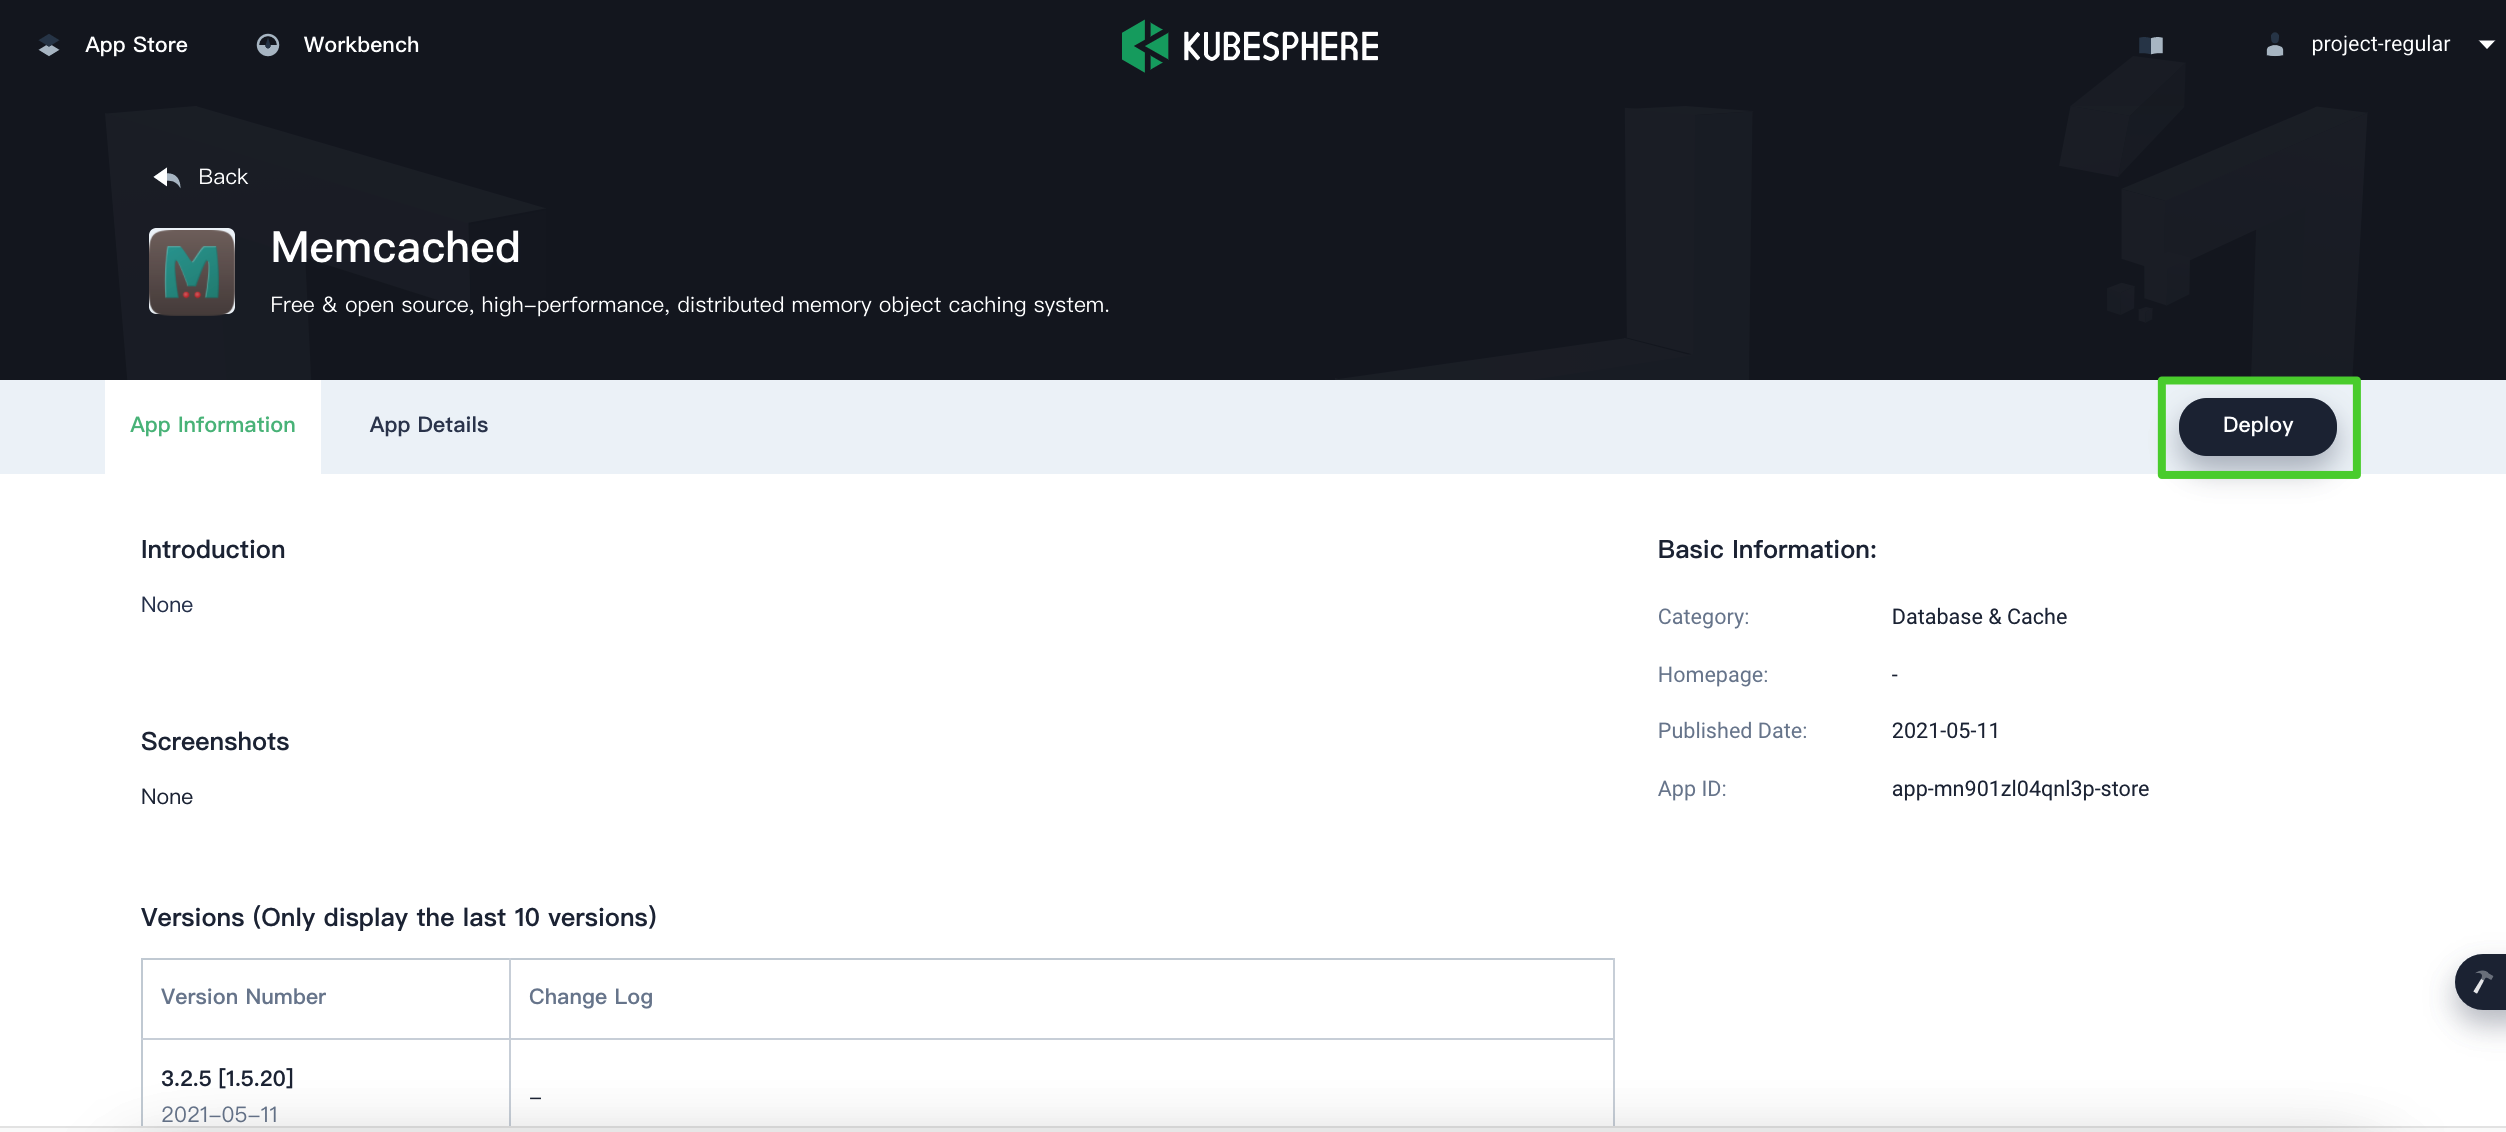 App Store
Workbench
KUBESPHERE
project-regular
Back
Memcached
Free & open source, high-performance, distributed memory object caching system.
App Information
App Details
Deploy
Introduction
None
Screenshots
None
Versions (Only display the last 10 versions)
Version Number
Change Log
3.2.5 [1.5.20]
2021-05-11
–
Basic Information:
Category: Database & Cache
Homepage: -
Published Date: 2021-05-11
App ID: app-mn901zl04qnl3p-store